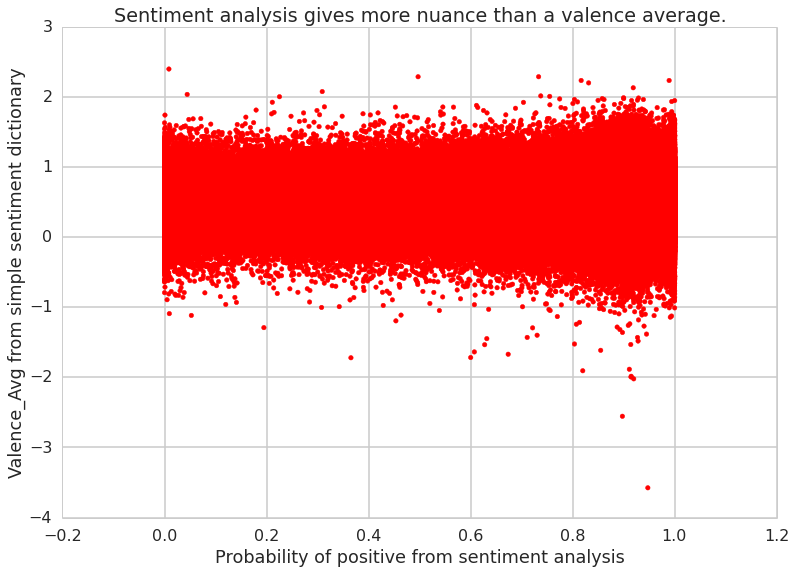 Sentiment analysis gives more nuance than a valence average.
3
2
1
0
−1
−2
−3
−4
Valence_Avg from simple sentiment dictionary
−0.2 0.0 0.2 0.4 0.6 0.8 1.0 1.2
Probability of positive from sentiment analysis